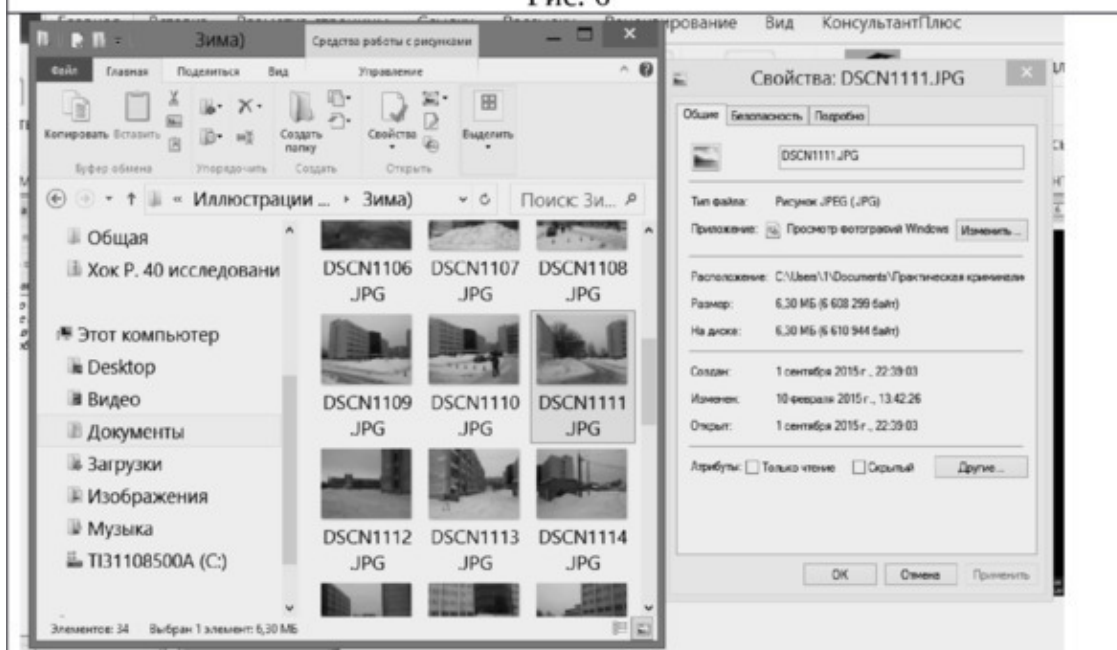 Рис. 6
рование Вид КонсультантПлюс
Зима)
Средства работы с рисунками
Файл Главная Поделиться Вид Управление
Копировать Вставить
Создать папку
Свойства
Выделить
Буфер обмена Упорядочить Создать Открыть
« Иллюстрации ... Зима)
Поиск: Зи...
Общая
Хок Р. 40 исследовани
Этот компьютер
Desktop
Видео
Документы
Загрузки
Изображения
Музыка
TI31108500A (C:)
DSCN1106 DSCN1107 DSCN1108
.JPG .JPG .JPG
DSCN1109 DSCN1110 DSCN1111
.JPG .JPG .JPG
DSCN1112 DSCN1113 DSCN1114
.JPG .JPG .JPG
Элементов: 34 Выбран 1 элемент: 6,30 МБ
Свойства: DSCN1111.JPG
Общие Безопасность Подробно
DSCN1111.JPG
Тип файла: Рисунок JPEG (.JPG)
Приложение: Просмотр фотографий Windows Изменить...
Расположение: C:\Users\1\Documents\Практическая криминали
Размер: 6,30 МБ (6 608 299 байт)
На диске: 6,30 МБ (6 610 944 байт)
Создан: 1 сентября 2015 г., 22:39:03
Изменен: 10 февраля 2015 г., 13:42:26
Открыт: 1 сентября 2015 г., 22:39:03
Атрибуты: Только чтение Скрытый Другие...
OK Отмена Применить